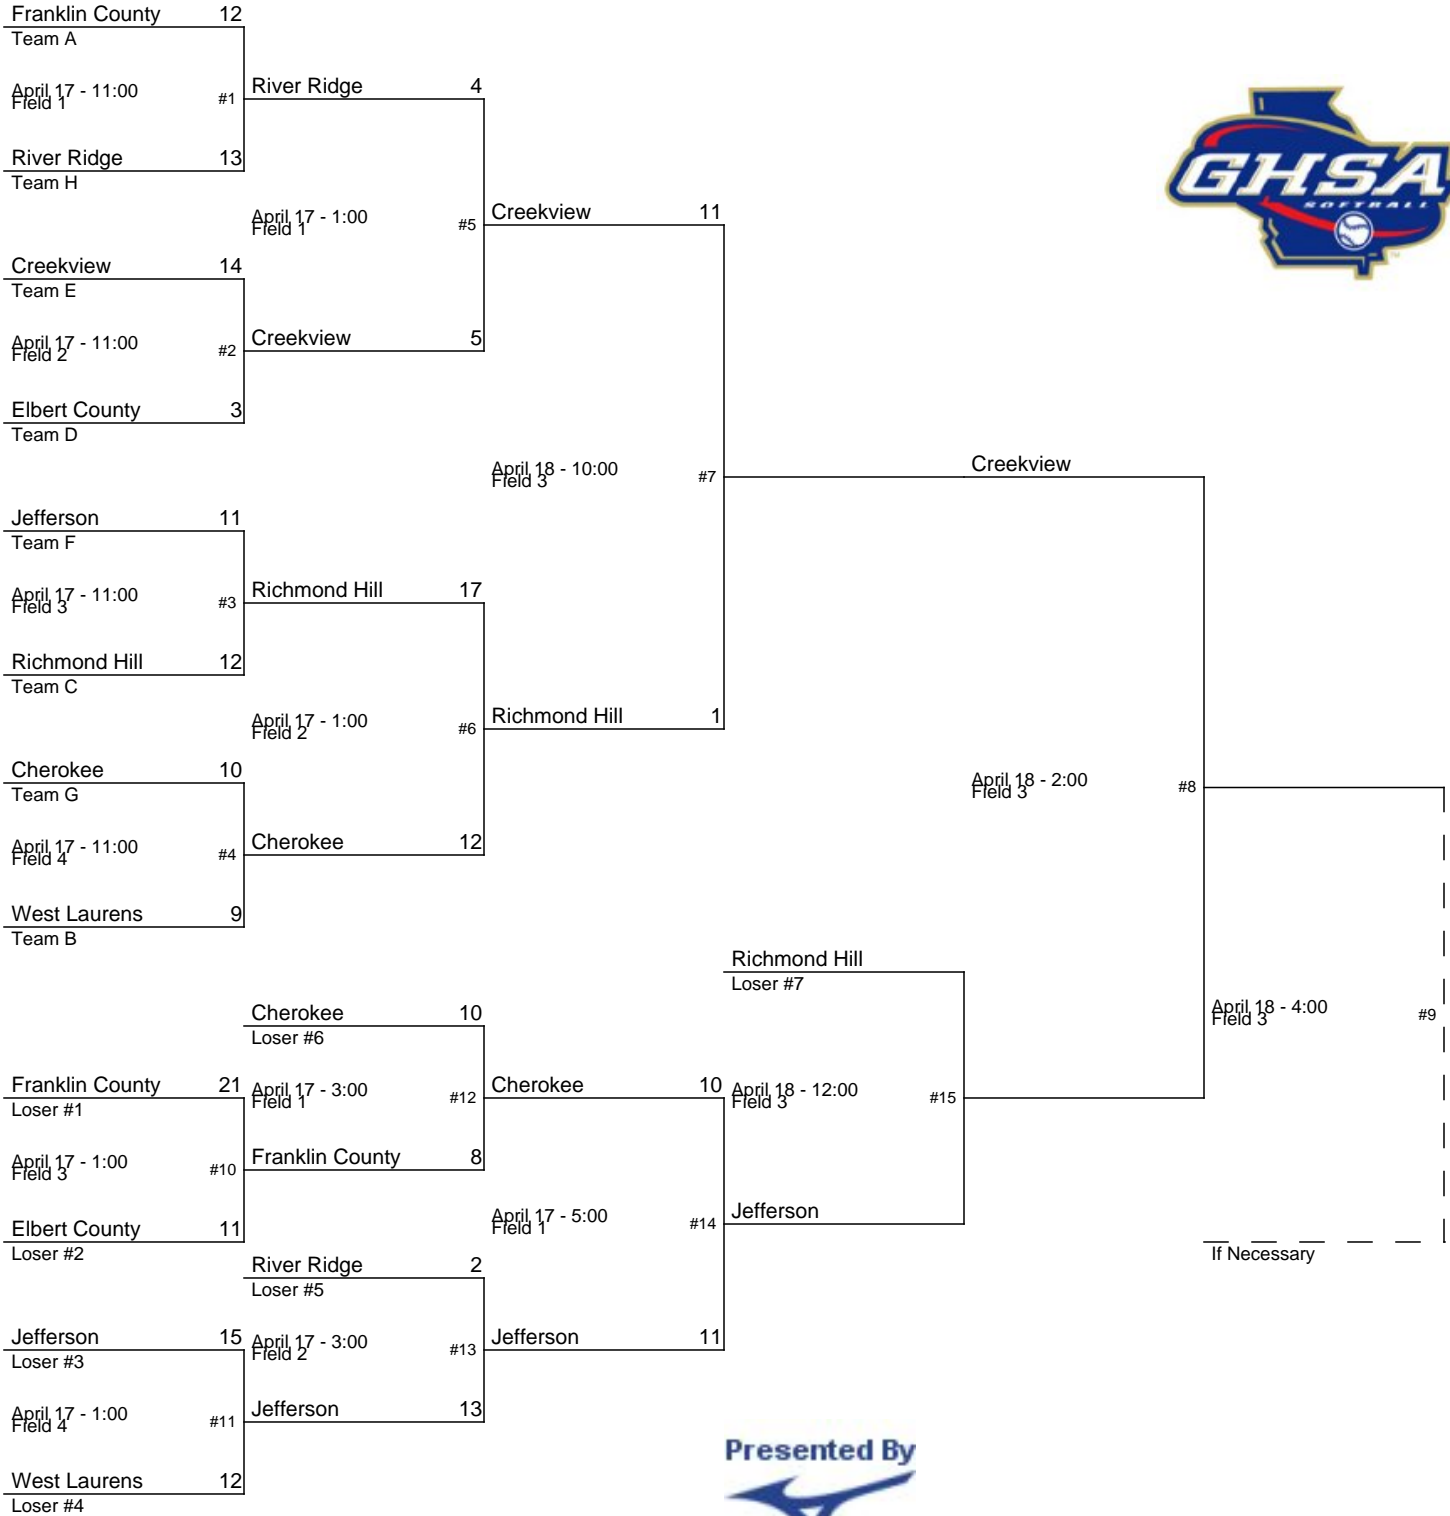 Franklin County 12
Team A
April 17 - 11:00
Field 1
#1
River Ridge 13
Team H
River Ridge 4
April 17 - 1:00
Field 1
#5
Creekview 14
Team E
April 17 - 11:00
Field 2
#2
Elbert County 3
Team D
Creekview 5
Creekview 11
April 18 - 10:00
Field 3
#7
Jefferson 11
Team F
April 17 - 11:00
Field 3
#3
Richmond Hill 12
Team C
Richmond Hill 17
April 17 - 1:00
Field 2
#6
Richmond Hill 1
Cherokee 10
Team G
April 17 - 11:00
Field 4
#4
West Laurens 9
Team B
Cherokee 12
GHSA
SOFTBALL
TM
Creekview
April 18 - 2:00
Field 3
#8
April 18 - 4:00
Field 3
#9
If Necessary
Richmond Hill
Loser #7
April 18 - 12:00
Field 3
#15
Jefferson
Cherokee 10
Loser #6
April 17 - 3:00
Field 1
#12
Franklin County 8
Franklin County 21
Loser #1
April 17 - 1:00
Field 3
#10
Elbert County 11
Loser #2
Cherokee 10
April 17 - 5:00
Field 1
#14
Jefferson 11
River Ridge 2
Loser #5
April 17 - 3:00
Field 2
#13
Jefferson 13
Jefferson 15
Loser #3
April 17 - 1:00
Field 4
#11
West Laurens 12
Loser #4
Presented By